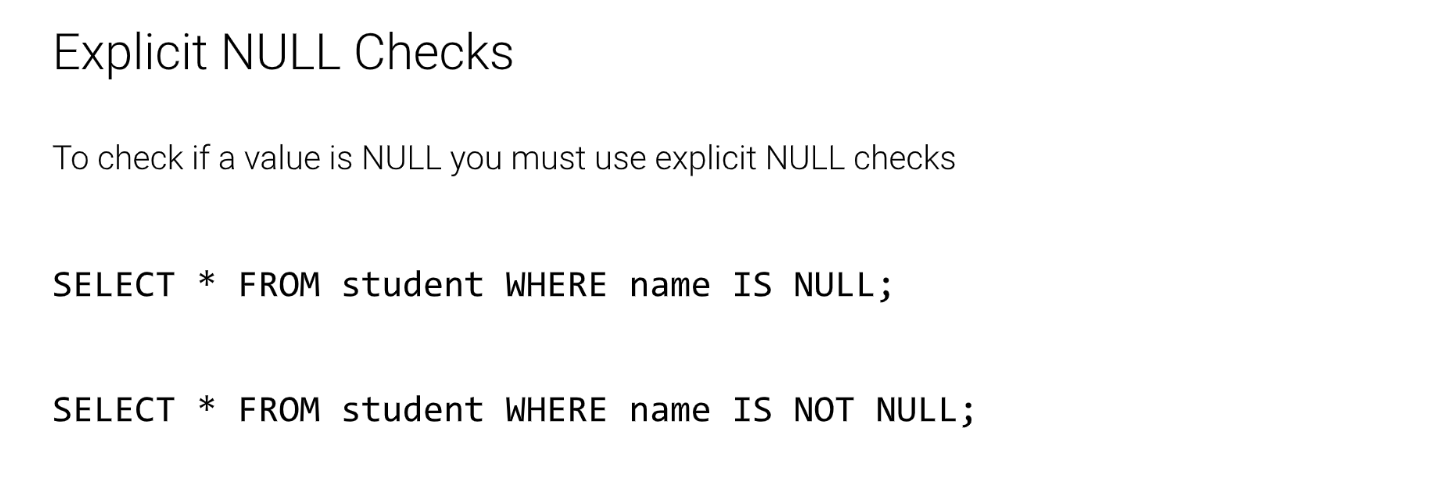 Explicit NULL Checks
To check if a value is NULL you must use explicit NULL checks
SELECT * FROM student WHERE name IS NULL;
SELECT * FROM student WHERE name IS NOT NULL;